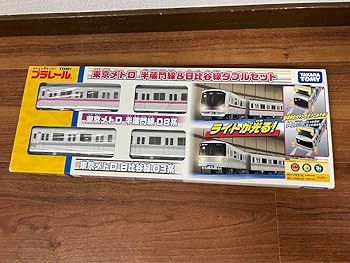 TOMY
プラレール
東京メトロ 半蔵門線&日比谷線ダブルセット
TAKARA TOMY
東京メトロ 半蔵門線 08系
ライトが光る!
東京メトロ 日比谷線 03系